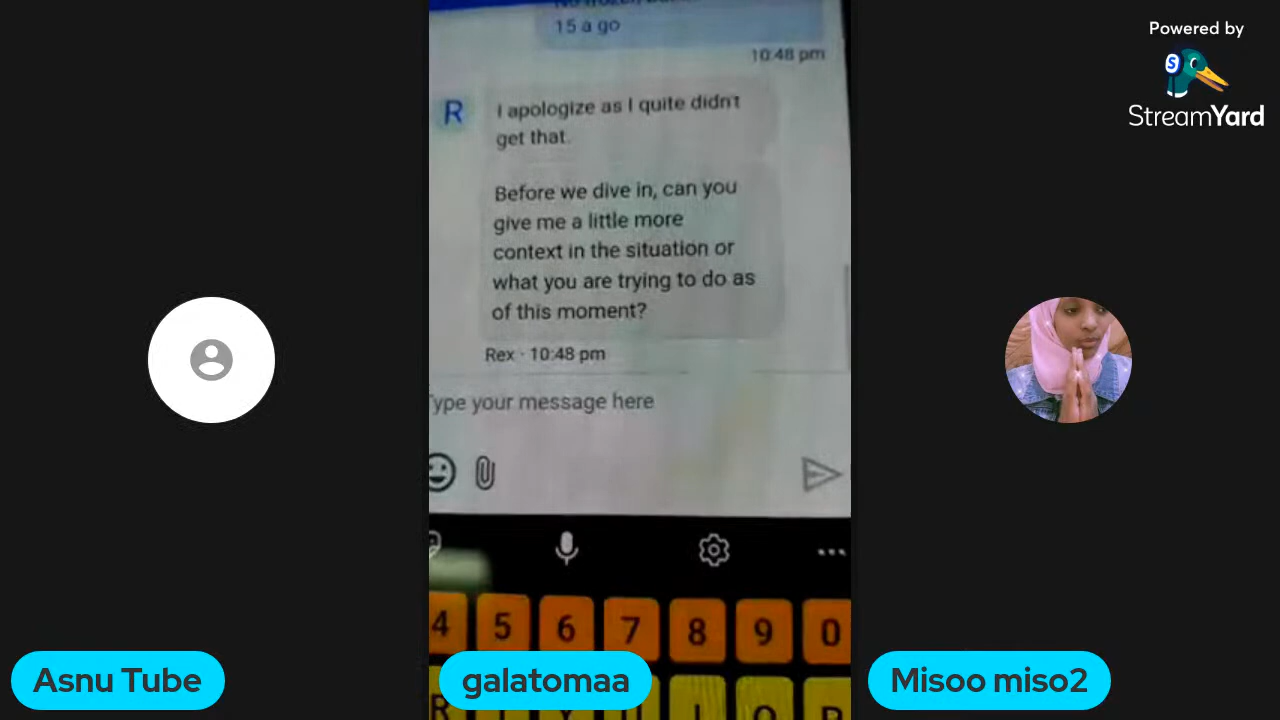 Powered by
StreamYard
15 a go
10:48 pm
R
I apologize as I quite didn't
get that.
Before we dive in, can you
give me a little more
context in the situation or
what you are trying to do as
of this moment?
Rex · 10:48 pm
Type your message here
4 5 6 7 8 9 0
Asnu Tube
galatomaa
Misoo miso2